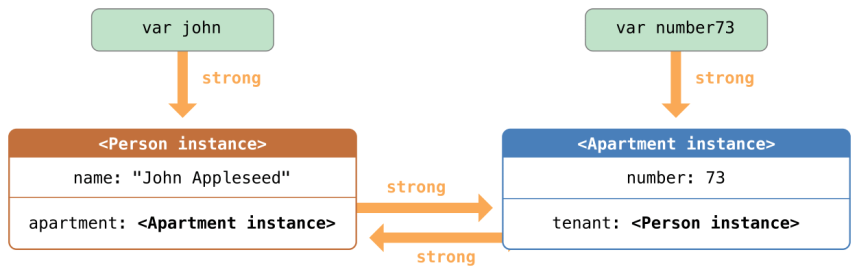 var john
var number73
strong
strong
<Person instance>
<Apartment instance>
name: "John Appleseed"
number: 73
strong
apartment: <Apartment instance>
tenant: <Person instance>
strong